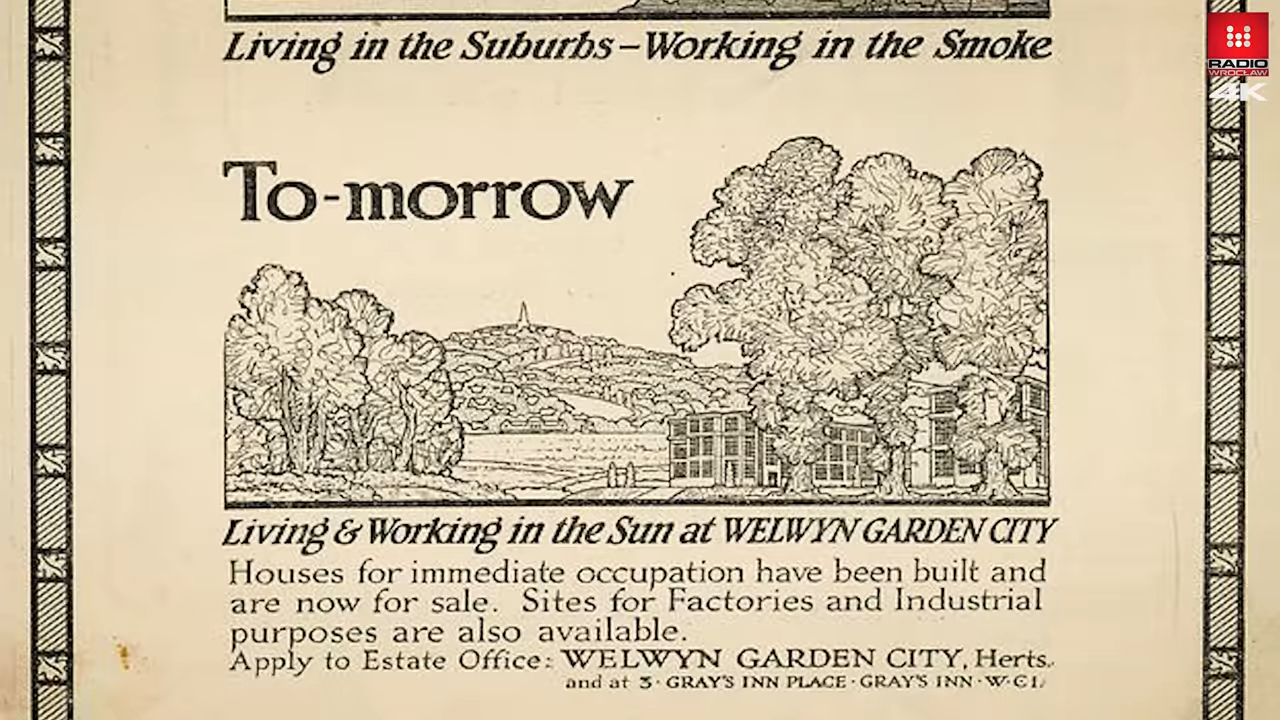 Living in the Suburbs – Working in the Smoke
To-morrow
Living & Working in the Sun at WELWYN GARDEN CITY
Houses for immediate occupation have been built and
are now for sale. Sites for Factories and Industrial
purposes are also available.
Apply to Estate Office: WELWYN GARDEN CITY, Herts.
and at 3 · GRAY'S INN PLACE · GRAY'S INN · W·C1.
RADIO
WROCŁAW
4K